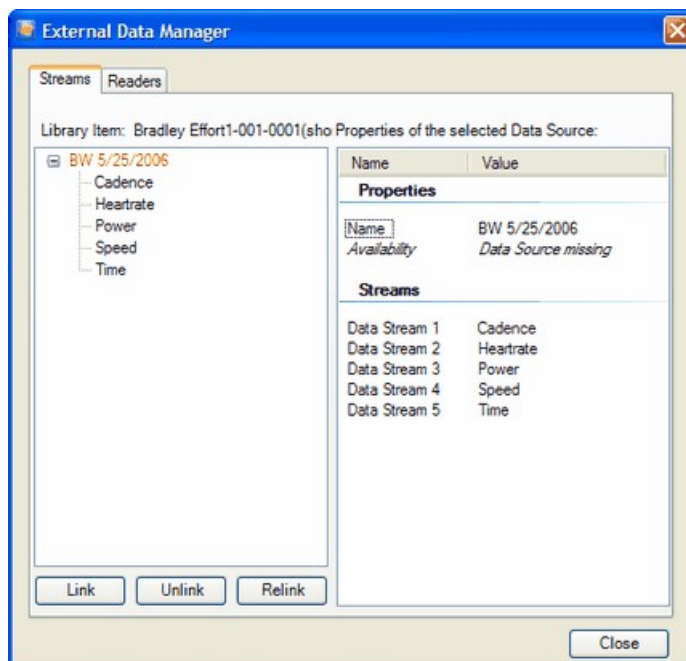 External Data Manager
Streams Readers
Library Item: Bradley Effort1-001-0001(sho Properties of the selected Data Source:
BW 5/25/2006
Cadence
Heartrate
Power
Speed
Time
Name Value
Properties
Name BW 5/25/2006
Availability Data Source missing
Streams
Data Stream 1 Cadence
Data Stream 2 Heartrate
Data Stream 3 Power
Data Stream 4 Speed
Data Stream 5 Time
Link Unlink Relink
Close